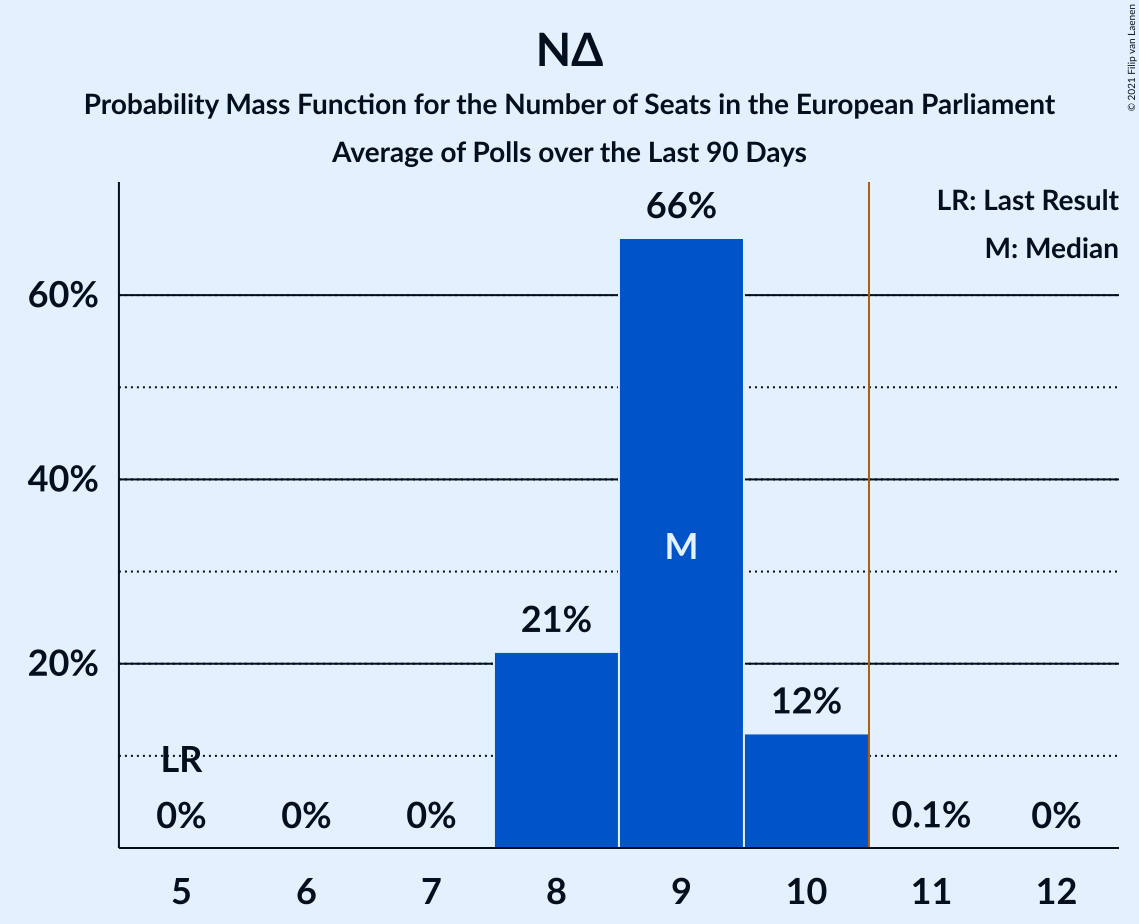 ΝΔ
Probability Mass Function for the Number of Seats in the European Parliament
Average of Polls over the Last 90 Days
© 2021 Filip van Laenen
LR: Last Result
M: Median
66%
60%
40%
M
21%
20%
12%
LR
0%
0%
0%
0.1%
0%
5
6
7
8
9
10
11
12